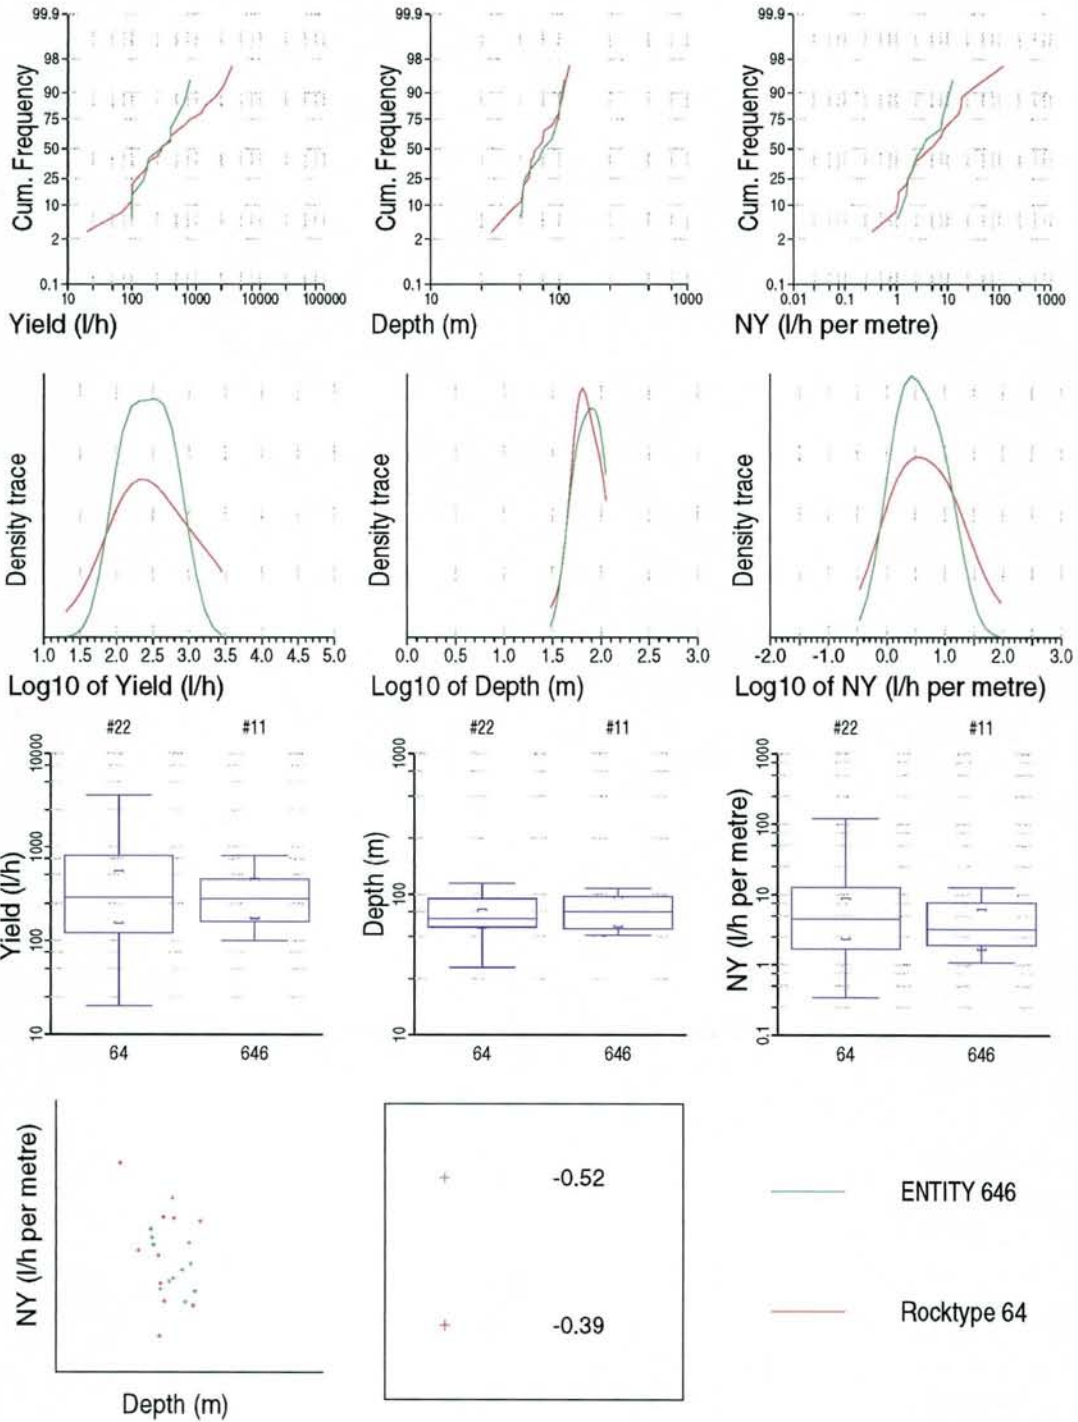 99.9 99.9 99.9
98 98 98
90 90 90
75 75 75
50 50 50
25 25 25
10 10 10
2 2 2
0.1 0.1 0.1
Cum. Frequency Cum. Frequency Cum. Frequency
10 100 1000 10000 100000 10 100 1000 0.01 0.1 1 10 100 1000
Yield (l/h) Depth (m) NY (l/h per metre)
Density trace Density trace Density trace
1.0 1.5 2.0 2.5 3.0 3.5 4.0 4.5 5.0 0.0 0.5 1.0 1.5 2.0 2.5 3.0 -2.0 -1.0 0.0 1.0 2.0 3.0
Log10 of Yield (l/h) Log10 of Depth (m) Log10 of NY (l/h per metre)
#22 #11 #22 #11 #22 #11
Yield (l/h) Depth (m) NY (l/h per metre)
10000 1000 1000
1000 100 100
100 10 10
10 1
0.1
64 646 64 646 64 646
NY (l/h per metre)
Depth (m)
+ -0.52
+ -0.39
ENTITY 646
Rocktype 64